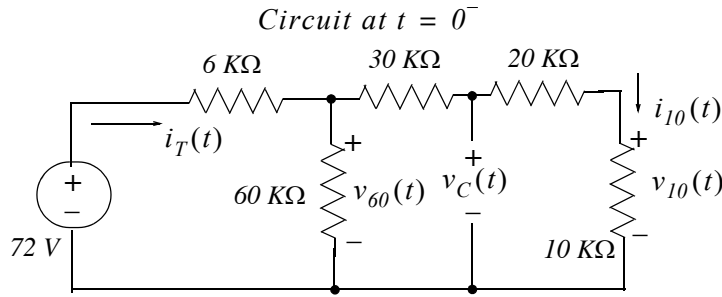 Circuit at t = 0⁻
6 KΩ
30 KΩ
20 KΩ
i_T(t)
i_10(t)
+
−
72 V
60 KΩ
+
v_60(t)
−
+
v_C(t)
−
+
v_10(t)
−
10 KΩ